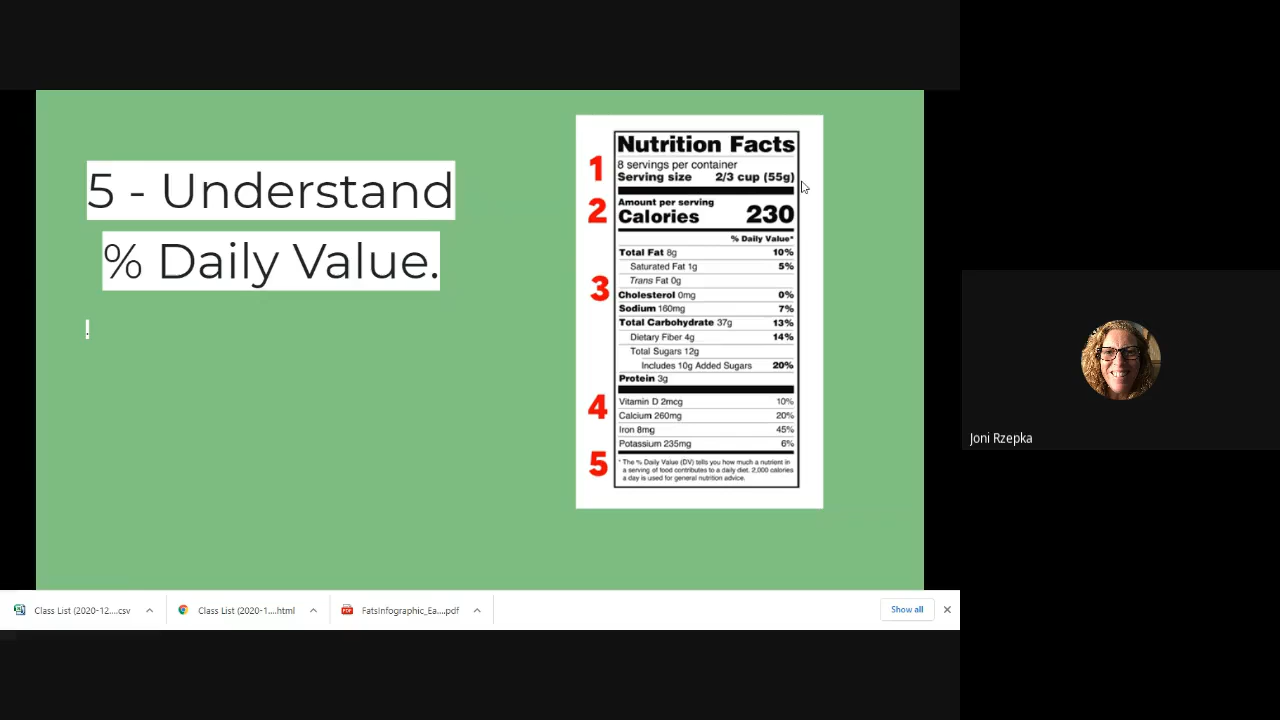 5 - Understand
% Daily Value.
.
Nutrition Facts
8 servings per container
Serving size 2/3 cup (55g)
Amount per serving
Calories 230
% Daily Value*
Total Fat 8g 10%
Saturated Fat 1g 5%
Trans Fat 0g
Cholesterol 0mg 0%
Sodium 160mg 7%
Total Carbohydrate 37g 13%
Dietary Fiber 4g 14%
Total Sugars 12g
Includes 10g Added Sugars 20%
Protein 3g
Vitamin D 2mcg 10%
Calcium 260mg 20%
Iron 8mg 45%
Potassium 235mg 6%
* The % Daily Value (DV) tells you how much a nutrient in
a serving of food contributes to a daily diet. 2,000 calories
a day is used for general nutrition advice.
1
2
3
4
5
Joni Rzepka
Class List (2020-12....csv
Class List (2020-1....html
FatsInfographic_Ea....pdf
Show all